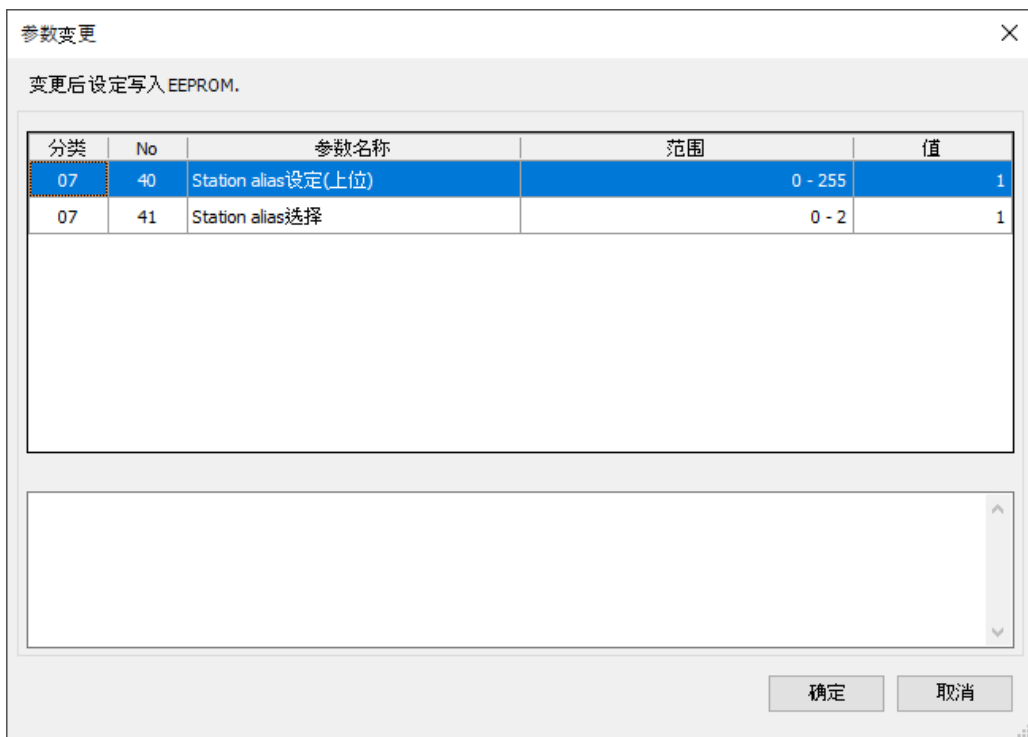 参数变更
变更后设定写入EEPROM.
分类 No 参数名称 范围 值
07 40 Station alias设定(上位) 0 - 255 1
07 41 Station alias选择 0 - 2 1
确定 取消